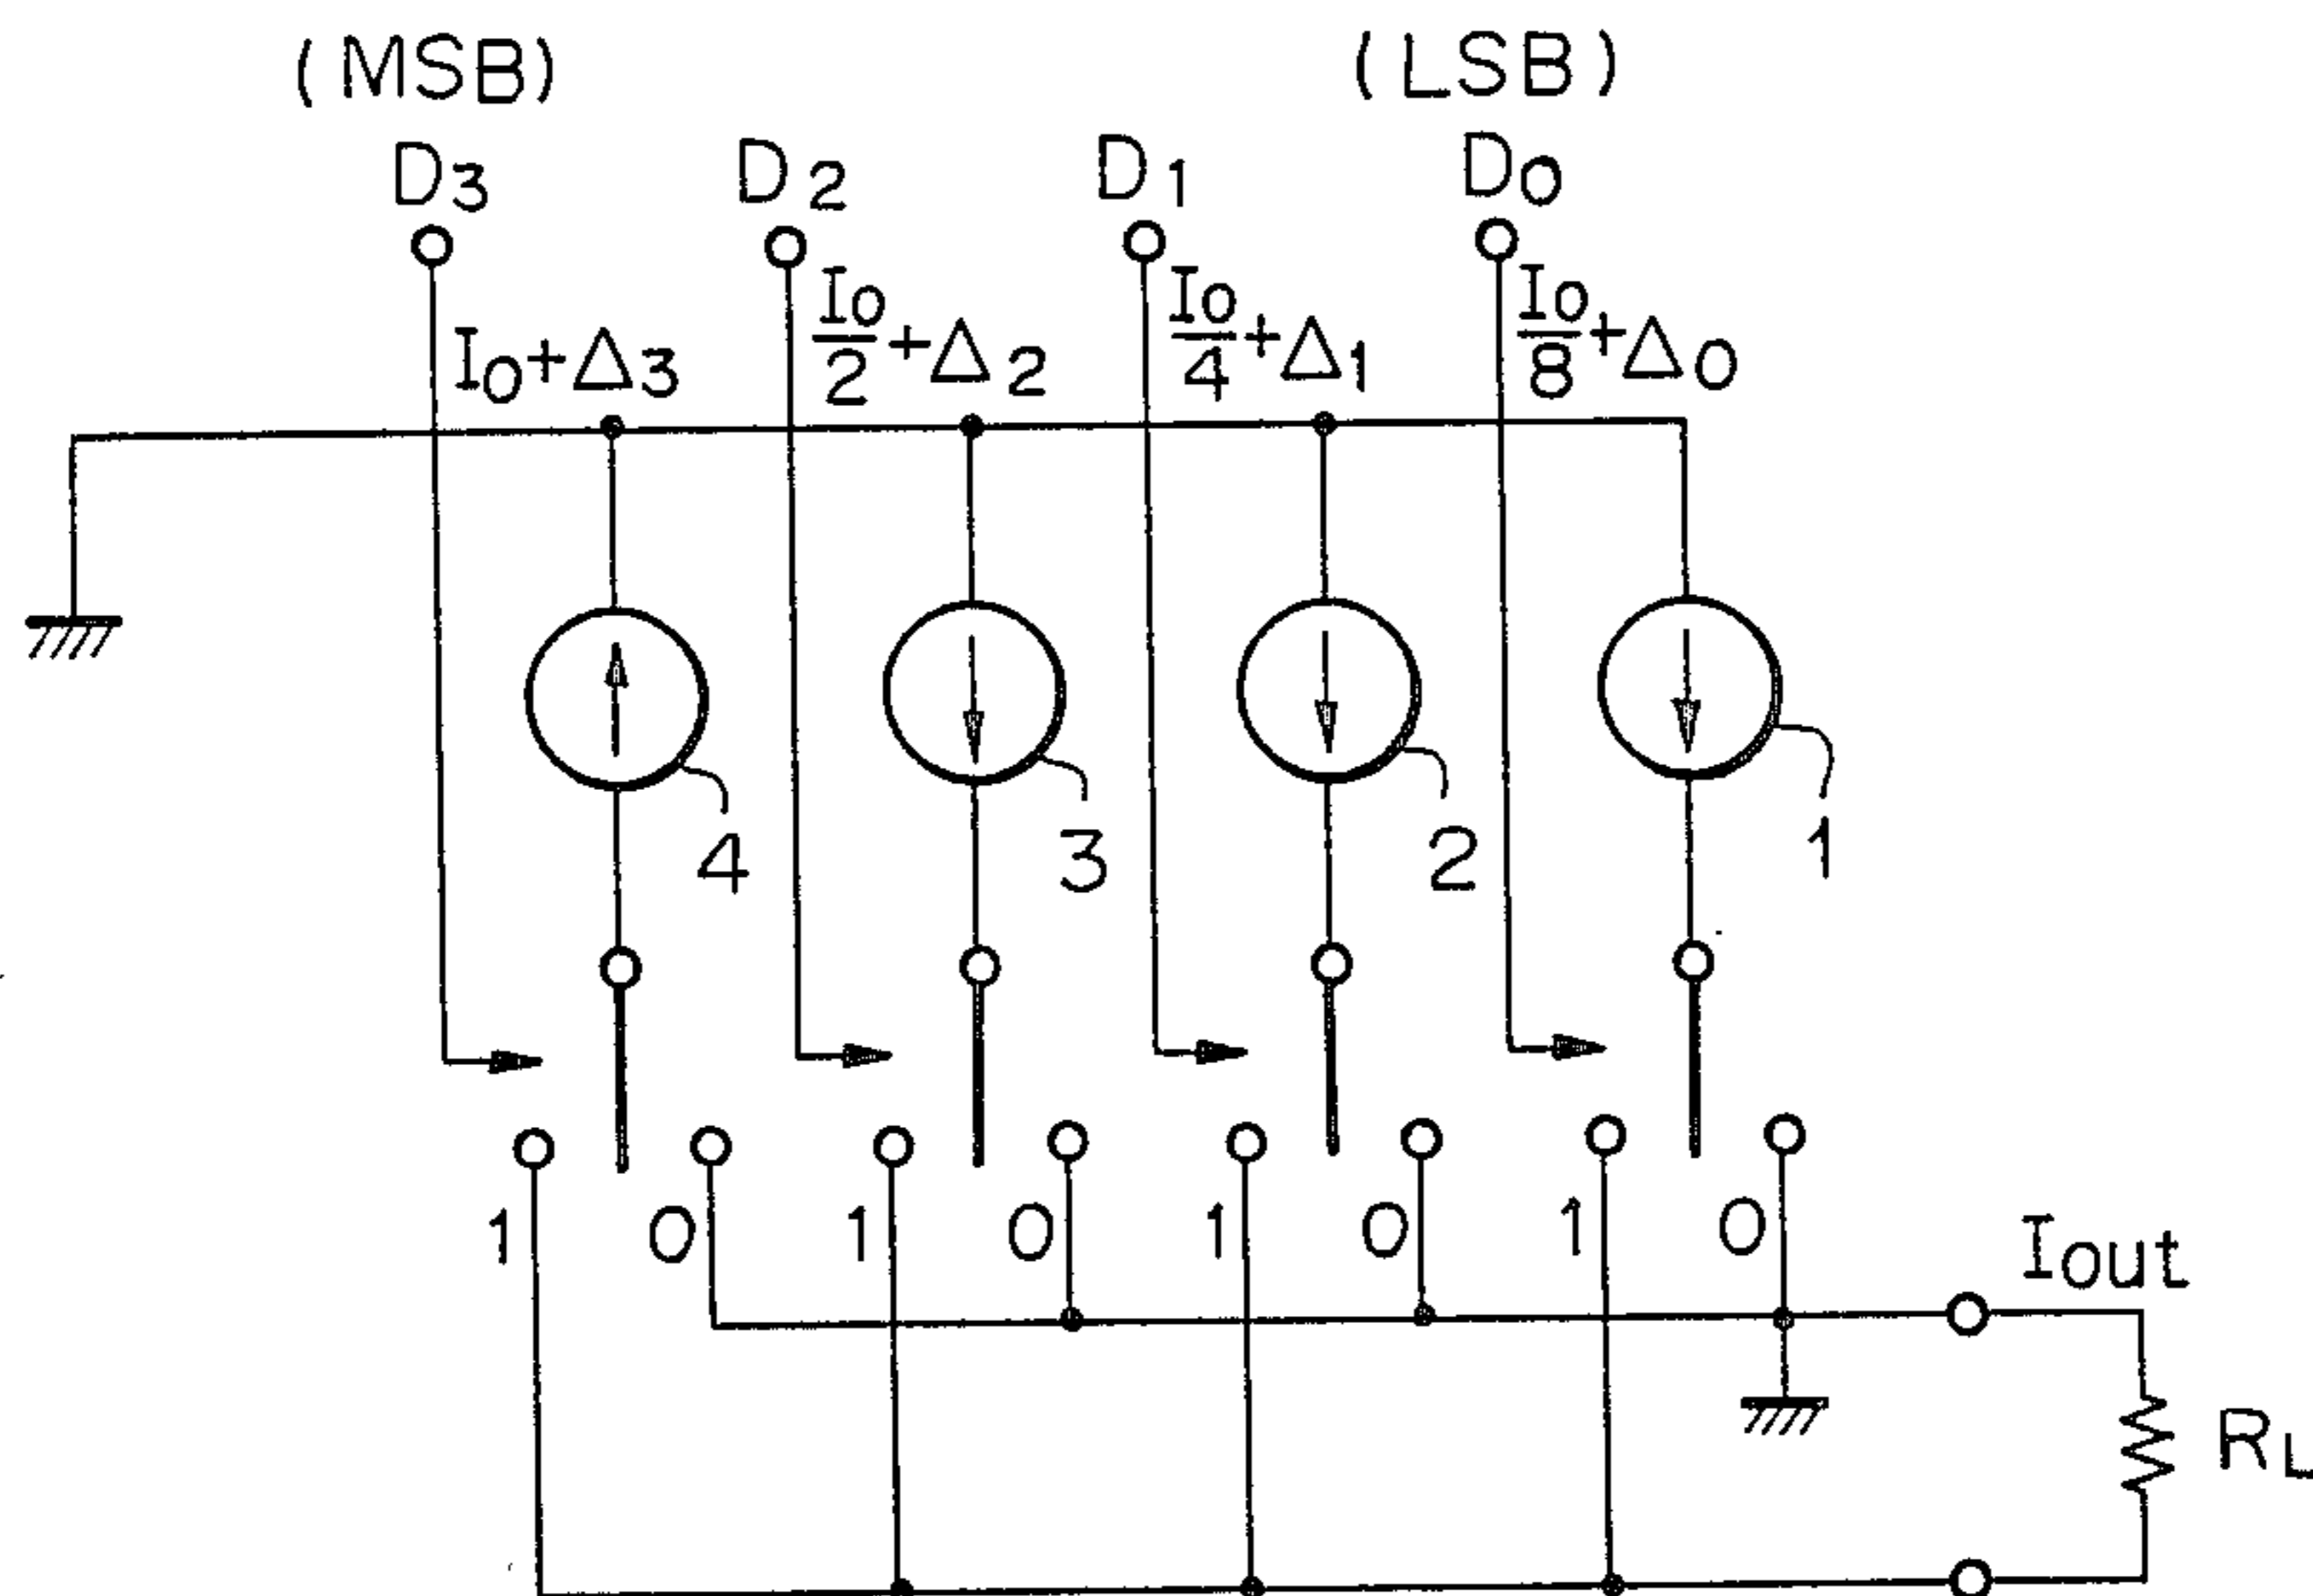 (MSB) (LSB)
D3 D2 D1 D0
I0+Δ3 I0/2+Δ2 I0/4+Δ1 I0/8+Δ0
4 3 2 1
1 0 1 0 1 0 1 0
Iout
RL